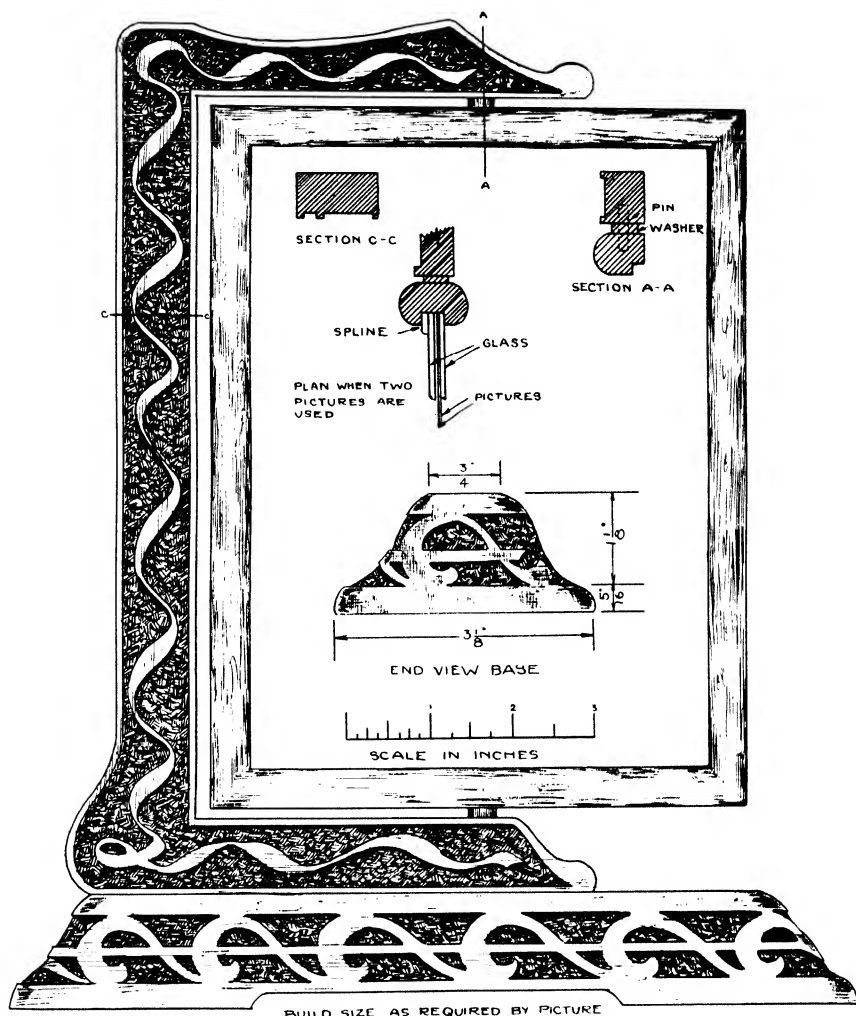 A
A
SECTION C-C
PIN
WASHER
SECTION A-A
C
C
SPLINE
GLASS
PLAN WHEN TWO
PICTURES ARE
USED
PICTURES
3"
4
1 1"
8
5"
16
3 1"
8
END VIEW BASE
1 2 3
SCALE IN INCHES
BUILD SIZE AS REQUIRED BY PICTURE